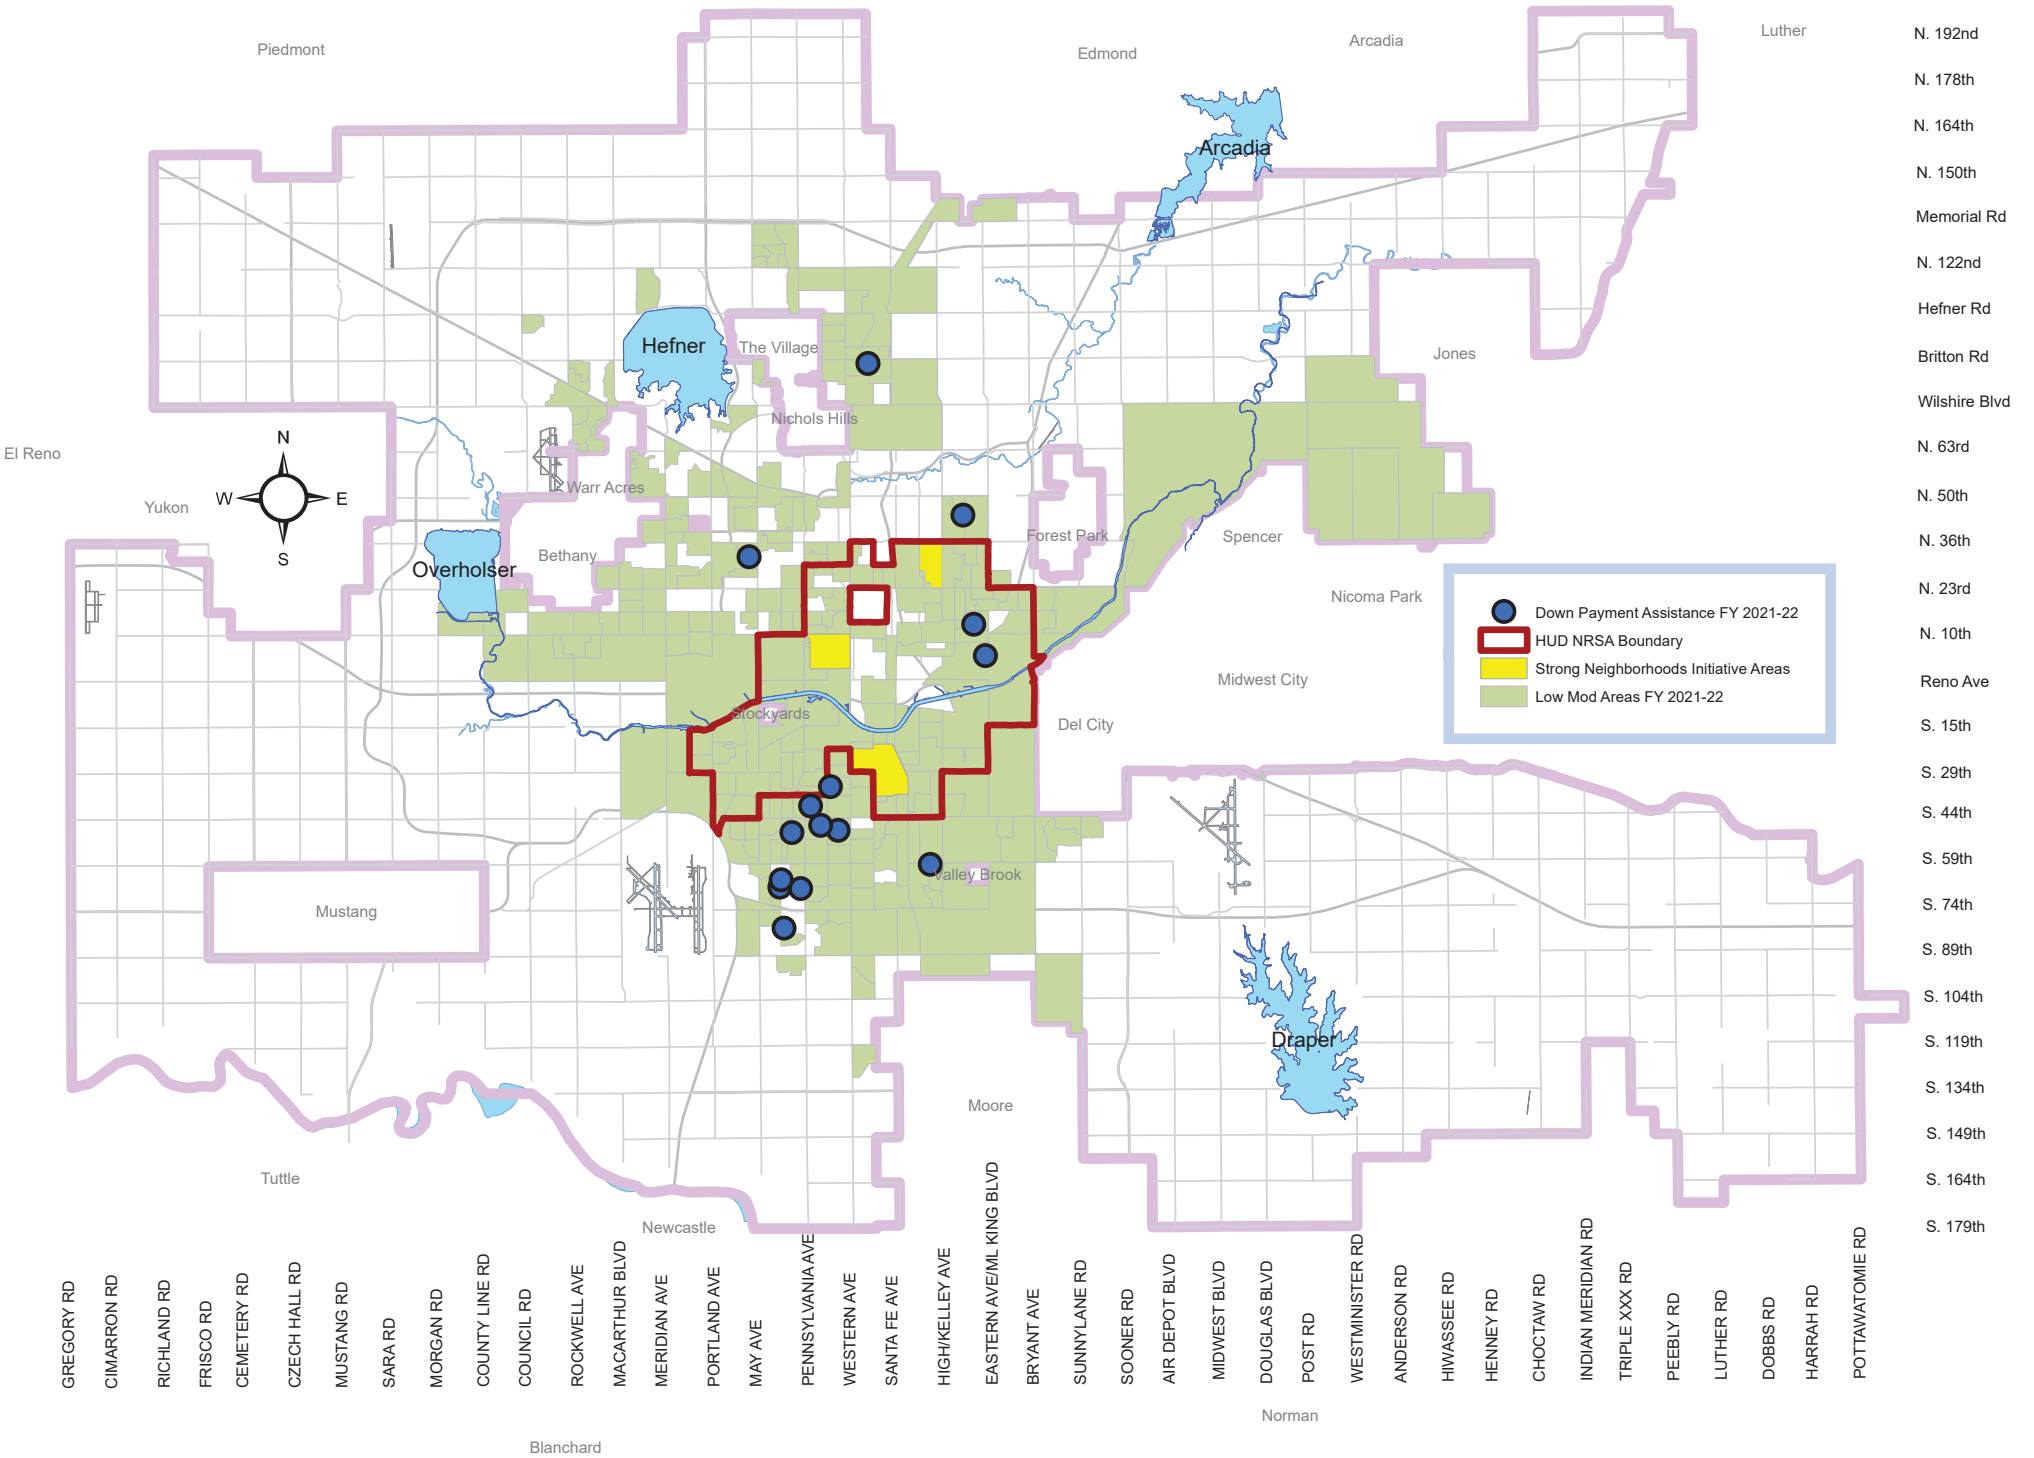 Piedmont
Edmond
Arcadia
Luther
N. 192nd
N. 178th
N. 164th
N. 150th
Memorial Rd
N. 122nd
Hefner Rd
Britton Rd
Wilshire Blvd
N. 63rd
N. 50th
N. 36th
N. 23rd
N. 10th
Reno Ave
S. 15th
S. 29th
S. 44th
S. 59th
S. 74th
S. 89th
S. 104th
S. 119th
S. 134th
S. 149th
S. 164th
S. 179th
Arcadia
Hefner
The Village
Jones
Nichols Hills
El Reno
N
W
E
S
Yukon
Warr Acres
Bethany
Overholser
Forest Park
Spencer
Nicoma Park
Midwest City
Stockyards
Del City
Down Payment Assistance FY 2021-22
HUD NRSA Boundary
Strong Neighborhoods Initiative Areas
Low Mod Areas FY 2021-22
Valley Brook
Mustang
Draper
Moore
Tuttle
Newcastle
GREGORY RD
CIMARRON RD
RICHLAND RD
FRISCO RD
CEMETERY RD
CZECH HALL RD
MUSTANG RD
SARA RD
MORGAN RD
COUNTY LINE RD
COUNCIL RD
ROCKWELL AVE
MACARTHUR BLVD
MERIDIAN AVE
PORTLAND AVE
MAY AVE
PENNSYLVANIA AVE
WESTERN AVE
SANTA FE AVE
HIGH/KELLEY AVE
EASTERN AVE/ML KING BLVD
BRYANT AVE
SUNNYLANE RD
SOONER RD
AIR DEPOT BLVD
MIDWEST BLVD
DOUGLAS BLVD
POST RD
WESTMINISTER RD
ANDERSON RD
HIWASSEE RD
HENNEY RD
CHOCTAW RD
INDIAN MERIDIAN RD
TRIPLE XXX RD
PEEBLY RD
LUTHER RD
DOBBS RD
HARRAH RD
POTTAWATOMIE RD
Norman
Blanchard